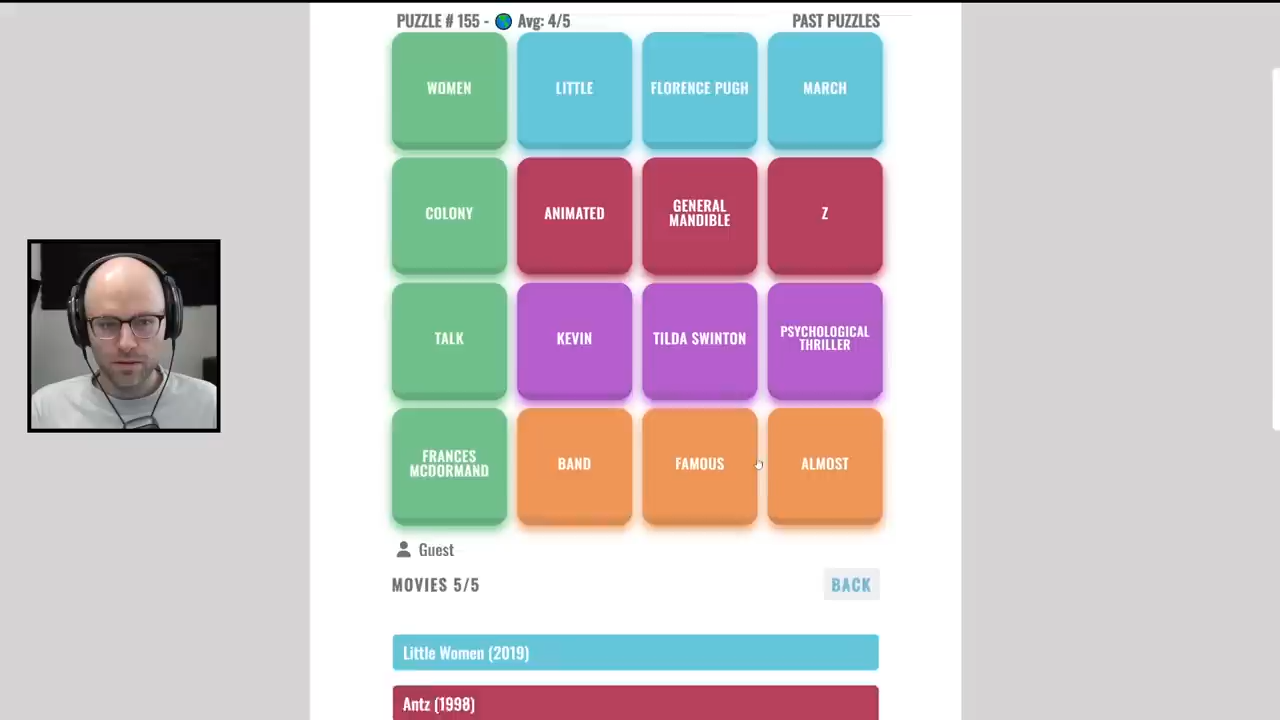 PUZZLE # 155 - Avg: 4/5
PAST PUZZLES
WOMEN
LITTLE
FLORENCE PUGH
MARCH
COLONY
ANIMATED
GENERAL
MANDIBLE
Z
TALK
KEVIN
TILDA SWINTON
PSYCHOLOGICAL
THRILLER
FRANCES
MCDORMAND
BAND
FAMOUS
ALMOST
Guest
MOVIES 5/5
BACK
Little Women (2019)
Antz (1998)